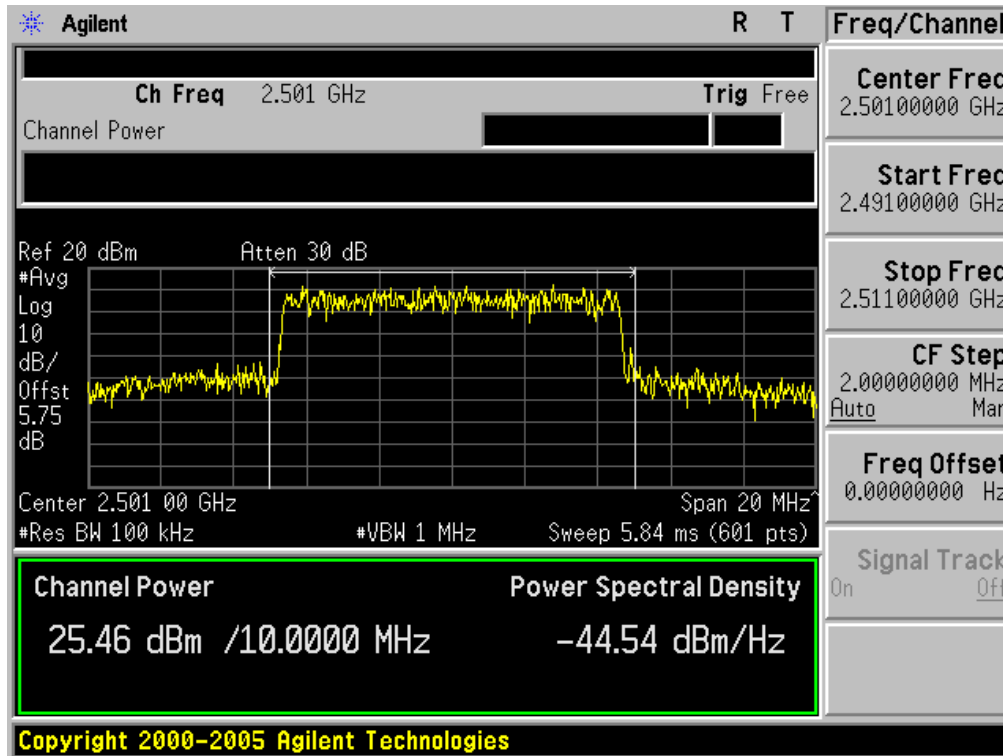 Agilent R T
Ch Freq 2.501 GHz Trig Free
Channel Power
Ref 20 dBm Atten 30 dB
#Avg
Log
10
dB/
Offst
5.75
dB
Center 2.501 00 GHz Span 20 MHz^
#Res BW 100 kHz #VBW 1 MHz Sweep 5.84 ms (601 pts)
Channel Power Power Spectral Density
25.46 dBm /10.0000 MHz -44.54 dBm/Hz
Copyright 2000-2005 Agilent Technologies
Freq/Channel
Center Freq
2.50100000 GHz
Start Freq
2.49100000 GHz
Stop Freq
2.51100000 GHz
CF Step
2.00000000 MHz
Auto Man
Freq Offset
0.00000000 Hz
Signal Track
On Off